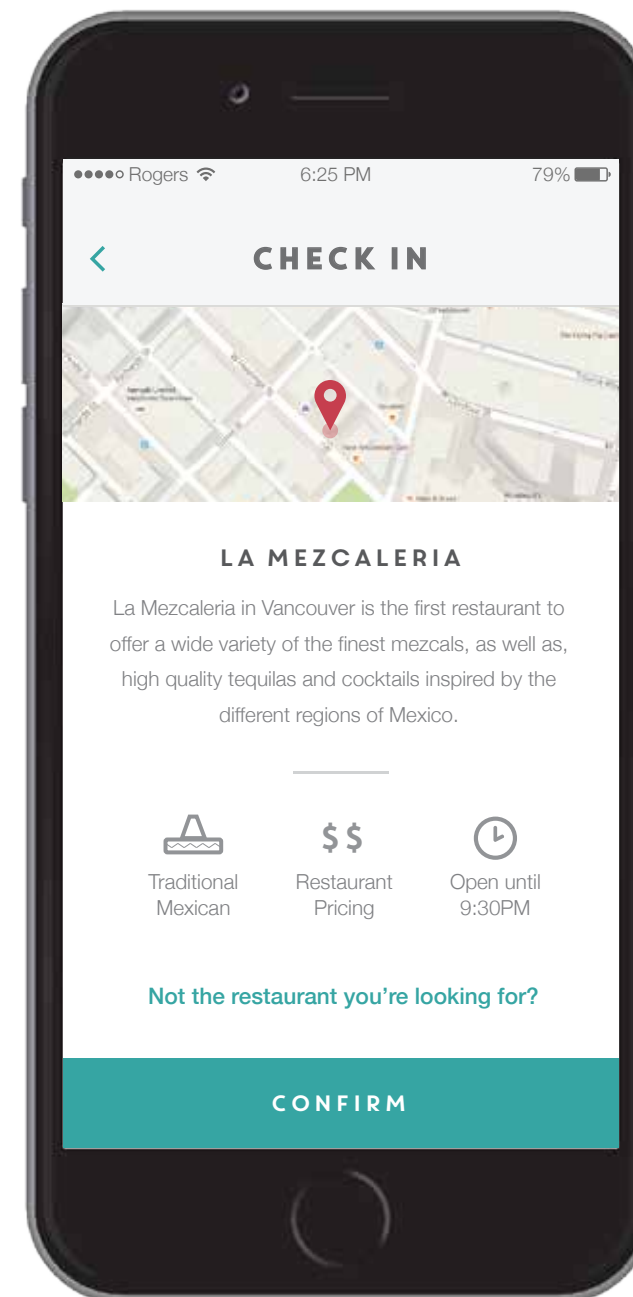 Rogers 6:25 PM 79%
CHECK IN
LA MEZCALERIA
La Mezcaleria in Vancouver is the first restaurant to
offer a wide variety of the finest mezcals, as well as,
high quality tequilas and cocktails inspired by the
different regions of Mexico.
$$
Traditional Restaurant Open until
Mexican Pricing 9:30PM
Not the restaurant you're looking for?
CONFIRM